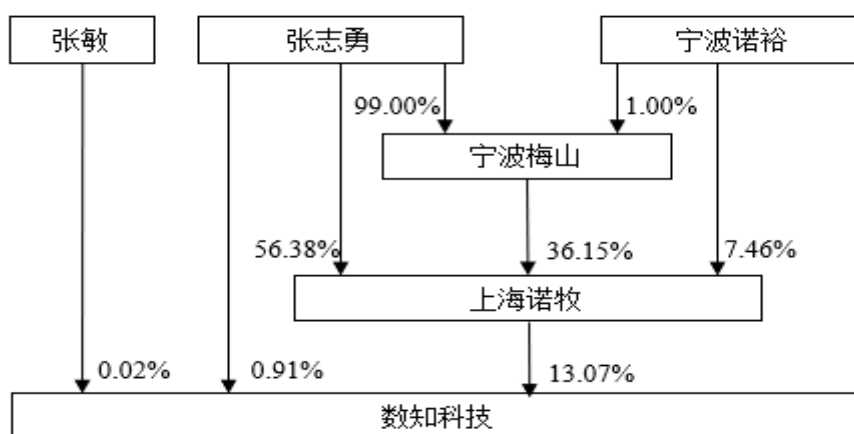 张敏
张志勇
宁波诺裕
99.00%
1.00%
宁波梅山
56.38%
36.15%
7.46%
上海诺牧
0.02%
0.91%
13.07%
数知科技